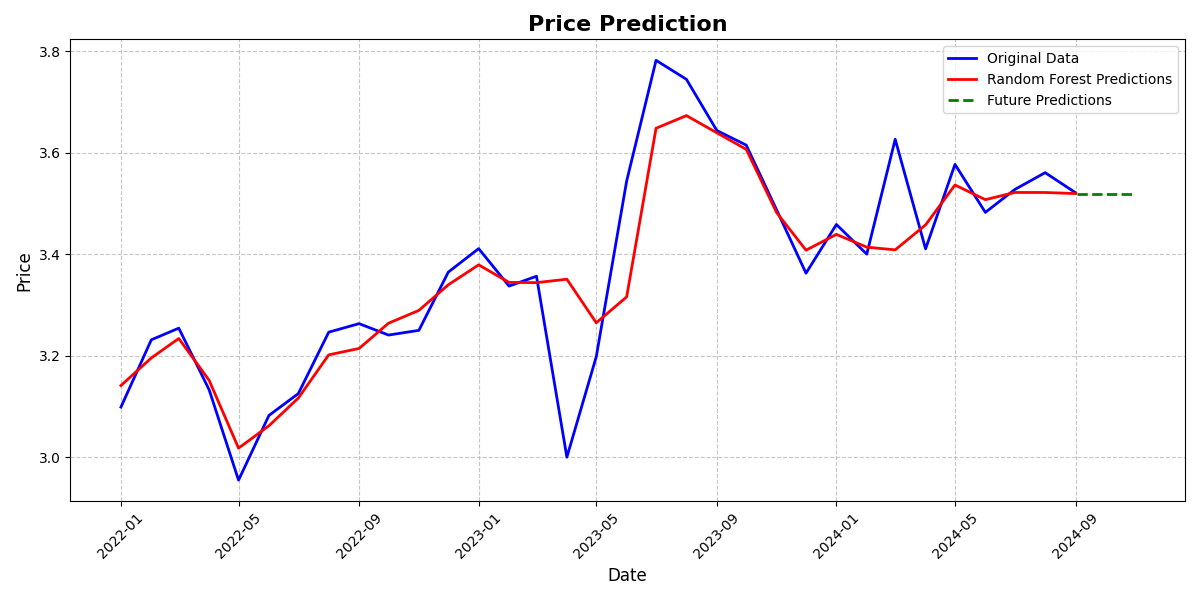 Price Prediction
Original Data
Random Forest Predictions
Future Predictions
Price
3.8
3.6
3.4
3.2
3.0
2022-01
2022-05
2022-09
2023-01
2023-05
2023-09
2024-01
2024-05
2024-09
Date